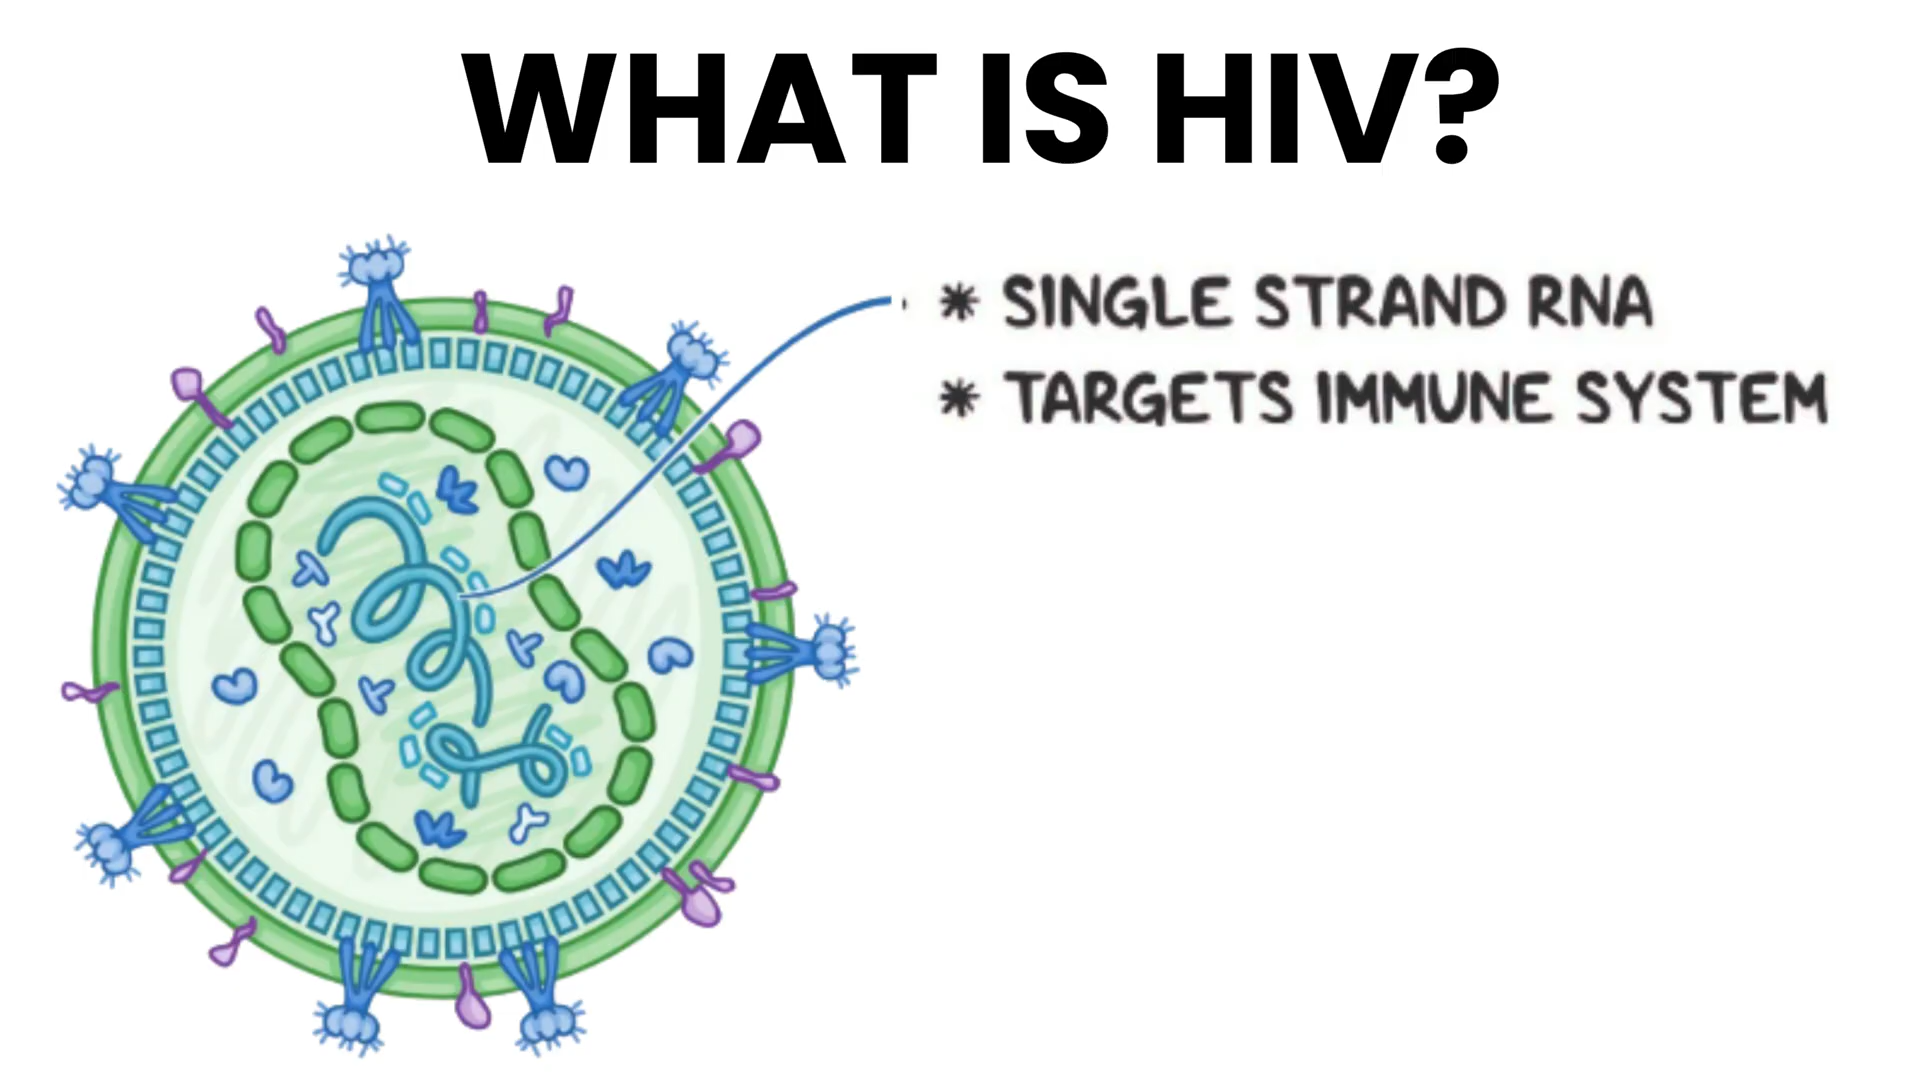 WHAT IS HIV?
* SINGLE STRAND RNA
* TARGETS IMMUNE SYSTEM